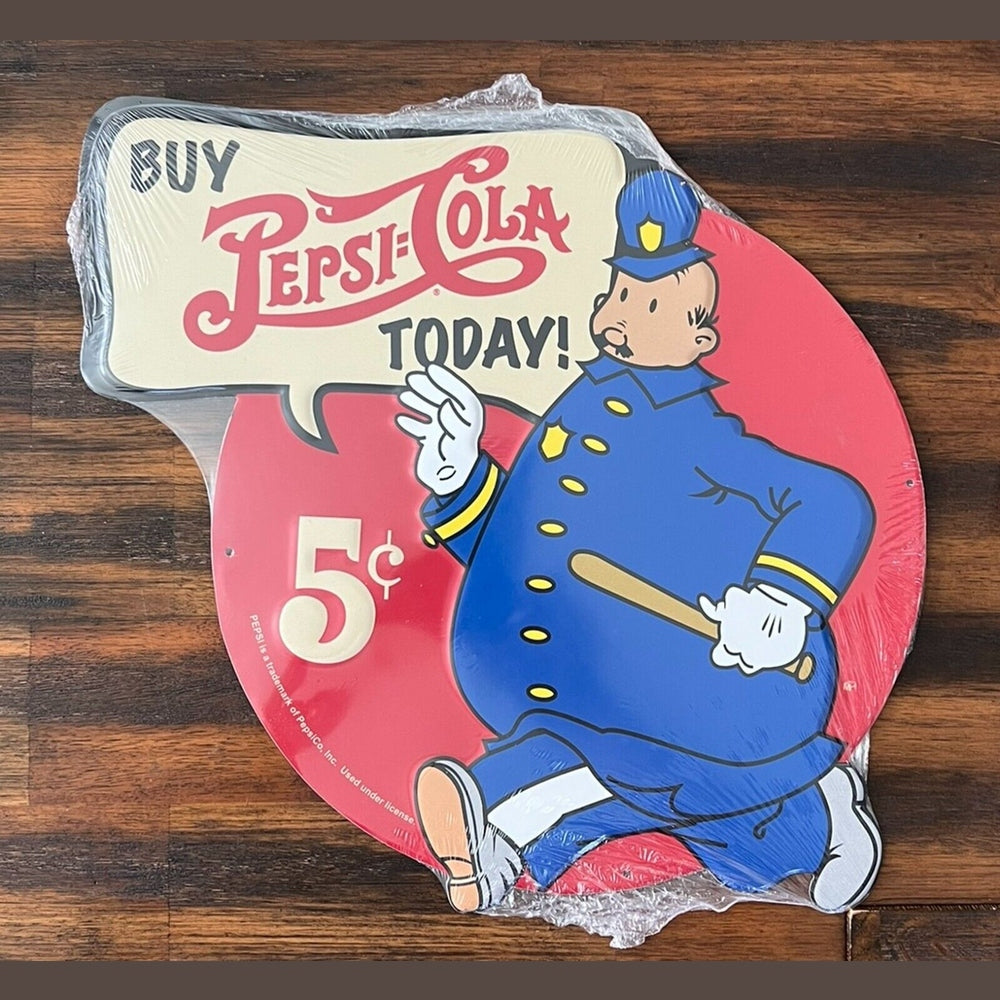 BUY
PEPSI=COLA®
TODAY!
5¢
PEPSI is a trademark of PepsiCo, Inc. Used under license.